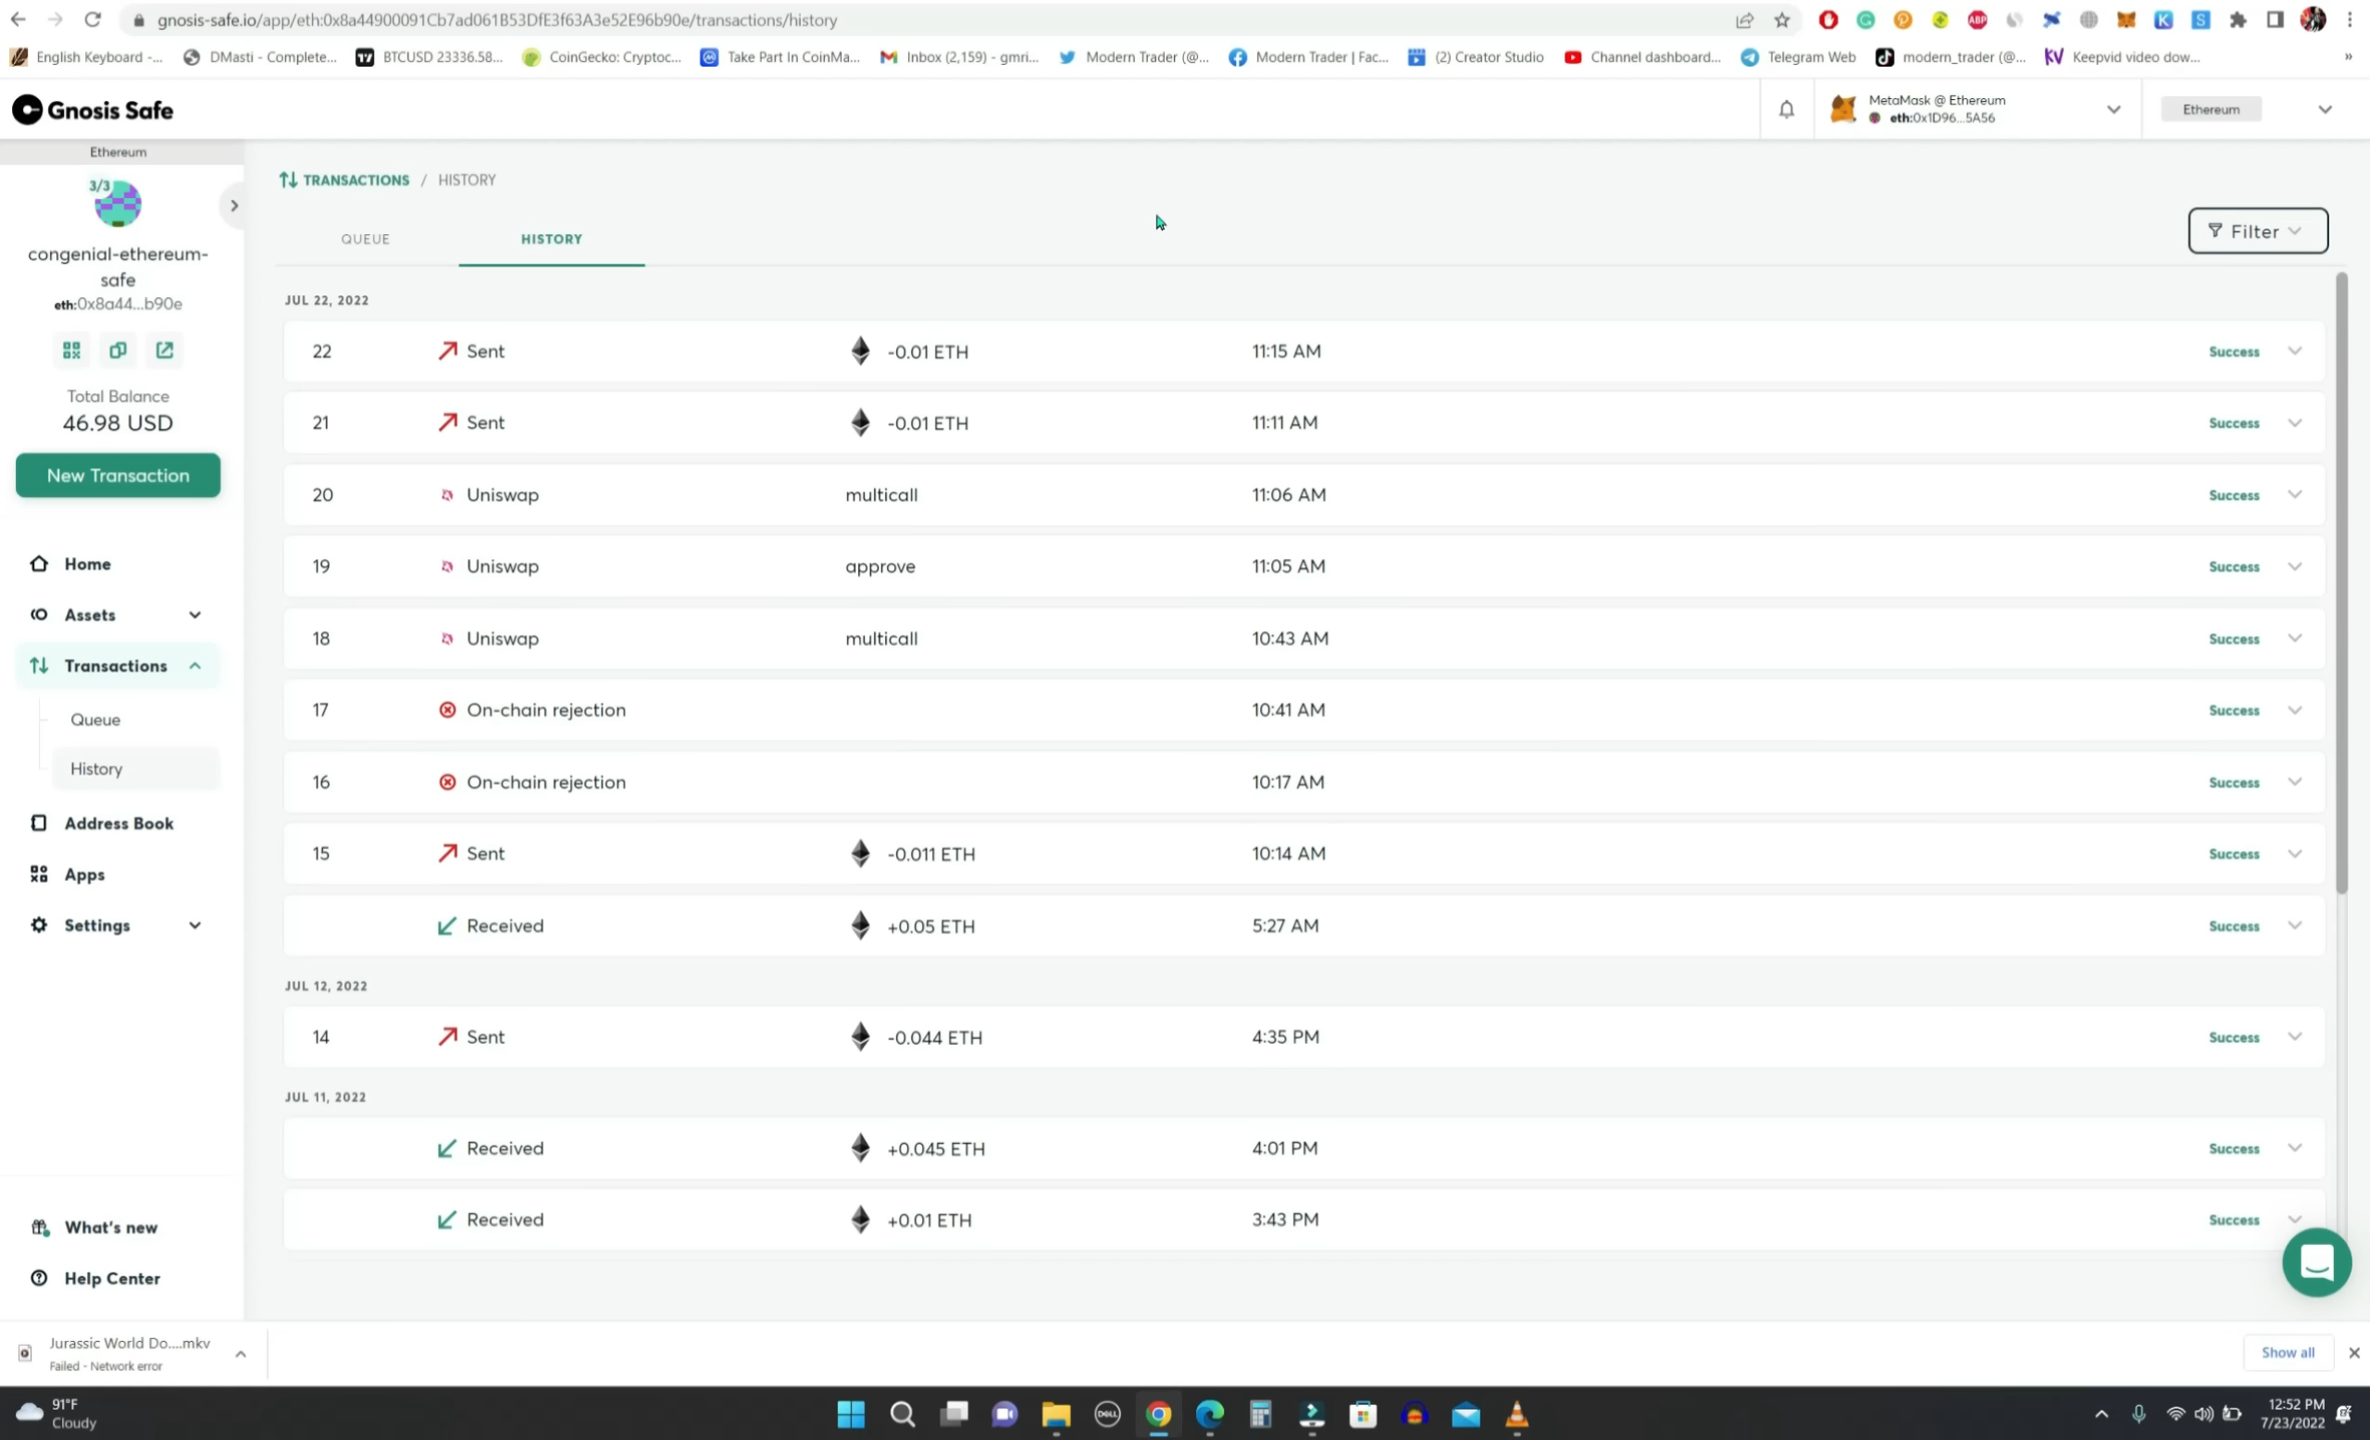 gnosis-safe.io/app/eth:0x8a44900091Cb7ad061B53DfE3f63A3e52E96b90e/transactions/history
English Keyboard -... DMasti - Complete... BTCUSD 23336.58... CoinGecko: Cryptoc... Take Part In CoinMa... Inbox (2,159) - gmri... Modern Trader (@... Modern Trader | Fac... (2) Creator Studio Channel dashboard... Telegram Web modern_trader (@... Keepvid video dow... »
Gnosis Safe
MetaMask @ Ethereum
eth:0x1D96...5A56
Ethereum
Ethereum
3/3
congenial-ethereum-
safe
eth:0x8a44...b90e
Total Balance
46.98 USD
New Transaction
Home
Assets
Transactions
Queue
History
Address Book
Apps
Settings
What's new
Help Center
TRANSACTIONS / HISTORY
QUEUE HISTORY
Filter
JUL 22, 2022
22 Sent -0.01 ETH 11:15 AM Success
21 Sent -0.01 ETH 11:11 AM Success
20 Uniswap multicall 11:06 AM Success
19 Uniswap approve 11:05 AM Success
18 Uniswap multicall 10:43 AM Success
17 On-chain rejection 10:41 AM Success
16 On-chain rejection 10:17 AM Success
15 Sent -0.011 ETH 10:14 AM Success
Received +0.05 ETH 5:27 AM Success
JUL 12, 2022
14 Sent -0.044 ETH 4:35 PM Success
JUL 11, 2022
Received +0.045 ETH 4:01 PM Success
Received +0.01 ETH 3:43 PM Success
Jurassic World Do....mkv
Failed - Network error
Show all
91°F
Cloudy
DELL
12:52 PM
7/23/2022